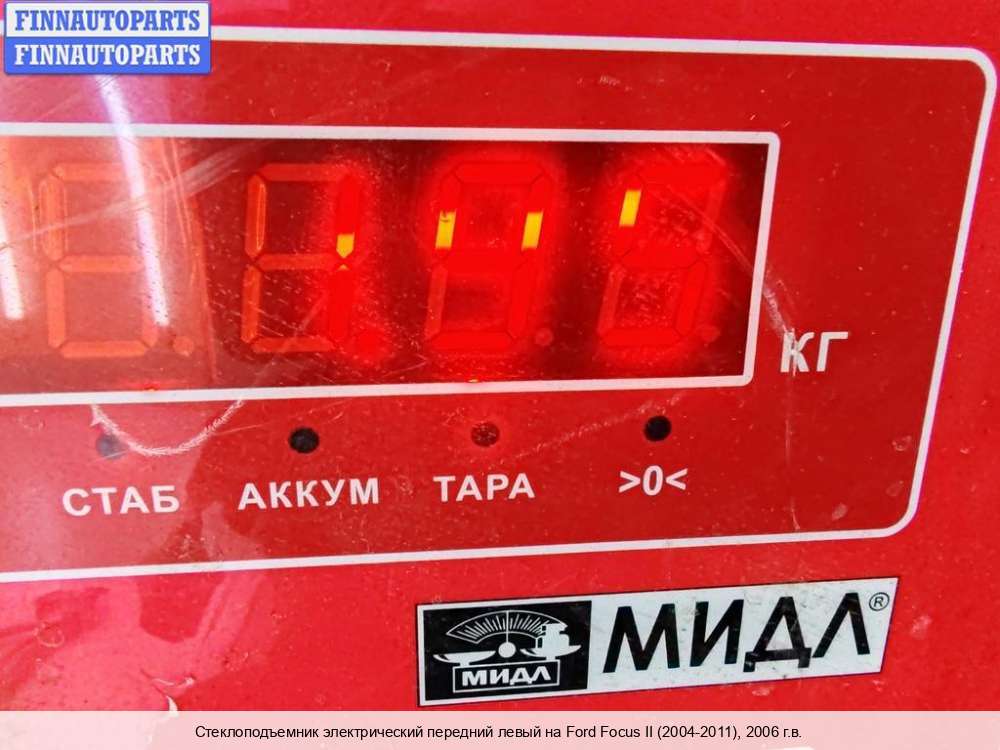 FINNAUTOPARTS
FINNAUTOPARTS
КГ
СТАБ АККУМ ТАРА >0<
МИДЛ МИДЛ®
Стеклоподъемник электрический передний левый на Ford Focus II (2004-2011), 2006 г.в.